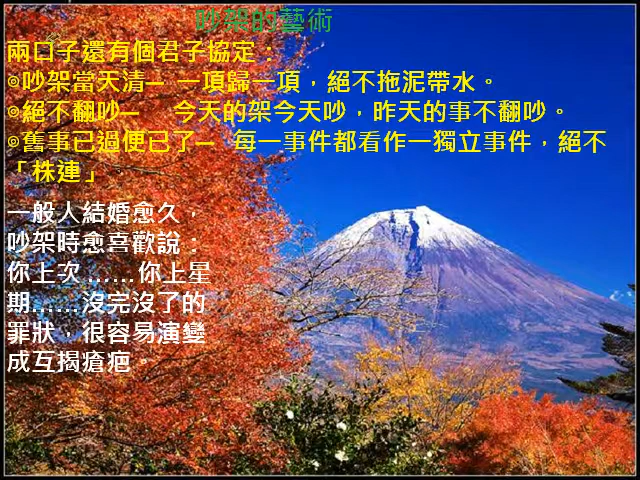 吵架的藝術
兩口子還有個君子協定：
◎吵架當天清─ 一項歸一項，絕不拖泥帶水。
◎絕不翻吵─ 今天的架今天吵，昨天的事不翻吵。
◎舊事已過便已了─ 每一事件都看作一獨立事件，絕不
「株連」。
一般人結婚愈久，
吵架時愈喜歡說：
你上次……你上星
期……沒完沒了的
罪狀，很容易演變
成互揭瘡疤。